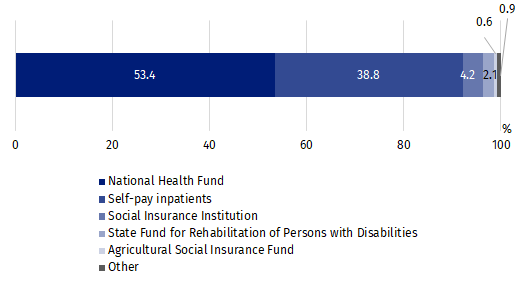 0.9
0.6
53.4 38.8 4.2 2.1
%
0 20 40 60 80 100
National Health Fund
Self-pay inpatients
Social Insurance Institution
State Fund for Rehabilitation of Persons with Disabilities
Agricultural Social Insurance Fund
Other